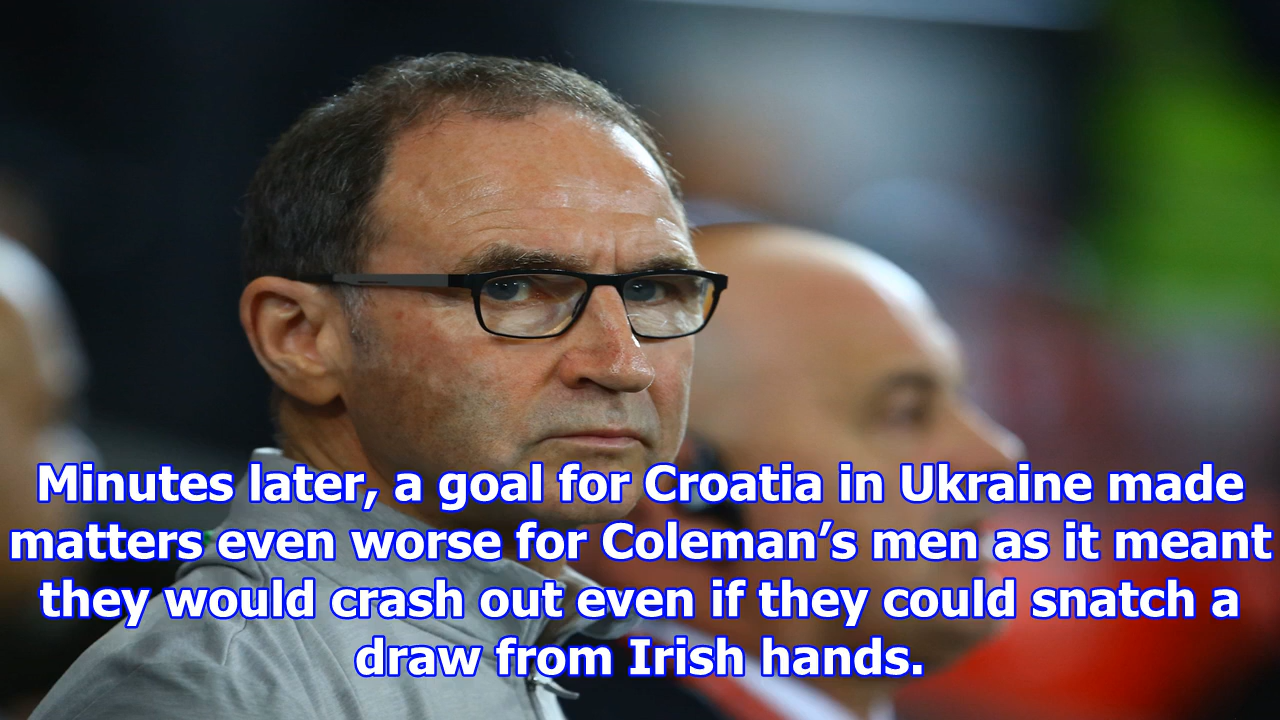 Minutes later, a goal for Croatia in Ukraine made
matters even worse for Coleman’s men as it meant
they would crash out even if they could snatch a
draw from Irish hands.